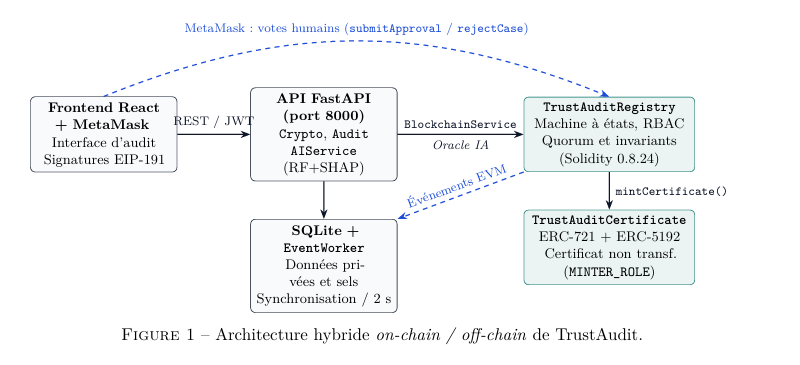 MetaMask : votes humains (submitApproval / rejectCase)
Frontend React
+ MetaMask
Interface d'audit
Signatures EIP-191
REST / JWT
API FastAPI
(port 8000)
Crypto, Audit
AIService
(RF+SHAP)
BlockchainService
Oracle IA
TrustAuditRegistry
Machine à états, RBAC
Quorum et invariants
(Solidity 0.8.24)
Événements EVM
mintCertificate()
SQLite +
EventWorker
Données pri-
vées et sels
Synchronisation / 2 s
TrustAuditCertificate
ERC-721 + ERC-5192
Certificat non transf.
(MINTER_ROLE)
FIGURE 1 – Architecture hybride on-chain / off-chain de TrustAudit.